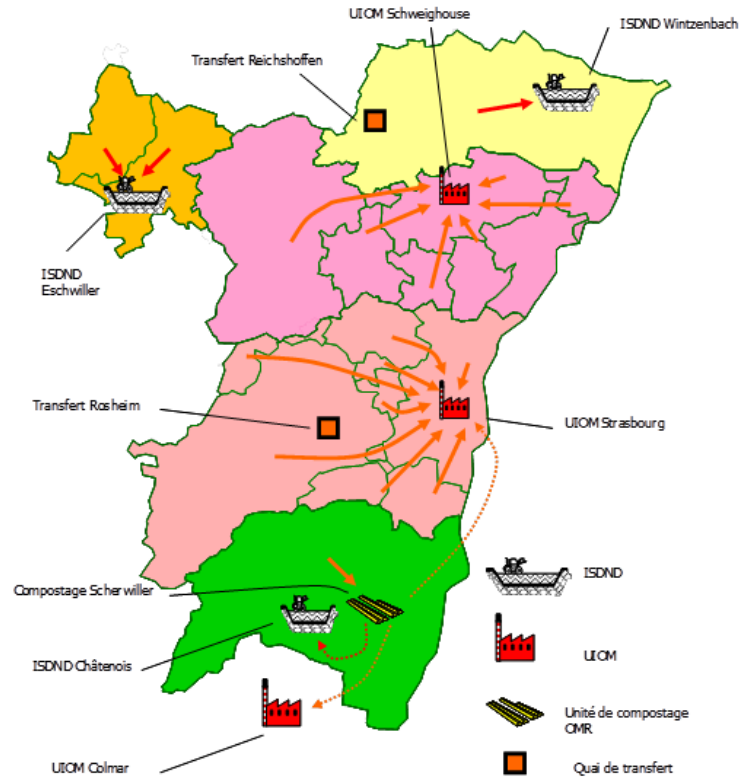 UIOM Schweighouse
ISDND Wintzenbach
Transfert Reichshoffen
ISDND
Eschwiller
Transfert Rosheim
UIOM Strasbourg
Compostage Scherwiller
ISDND
ISDND Châtenois
UIOM
Unité de compostage
OMR
UIOM Colmar
Quai de transfert